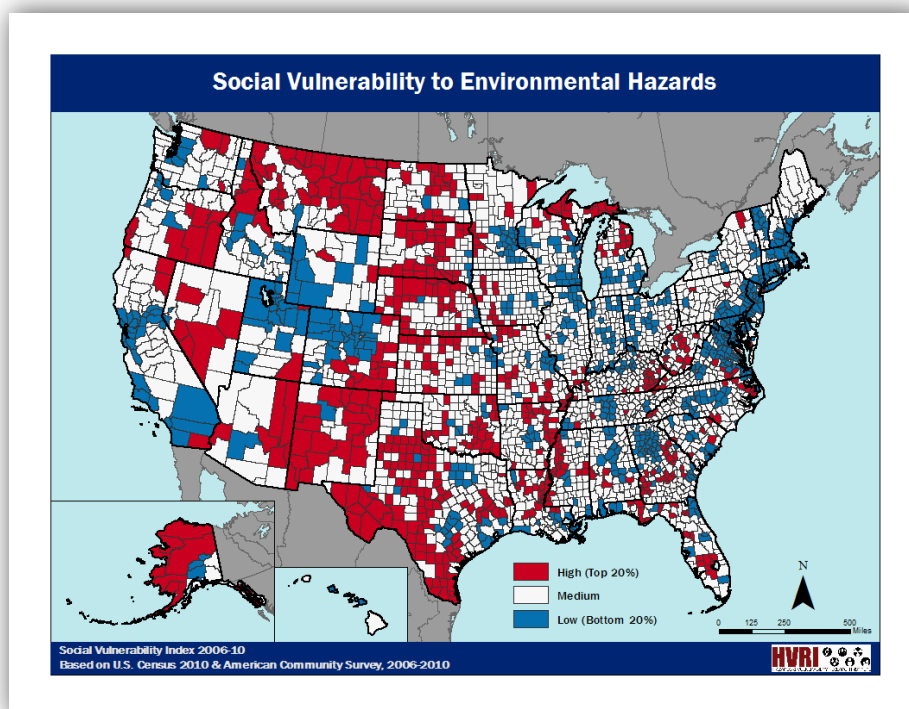 Social Vulnerability to Environmental Hazards
High (Top 20%)
Medium
Low (Bottom 20%)
N
0 125 250 500
Miles
Social Vulnerability Index 2006-10
Based on U.S. Census 2010 & American Community Survey, 2006-2010
HVRI